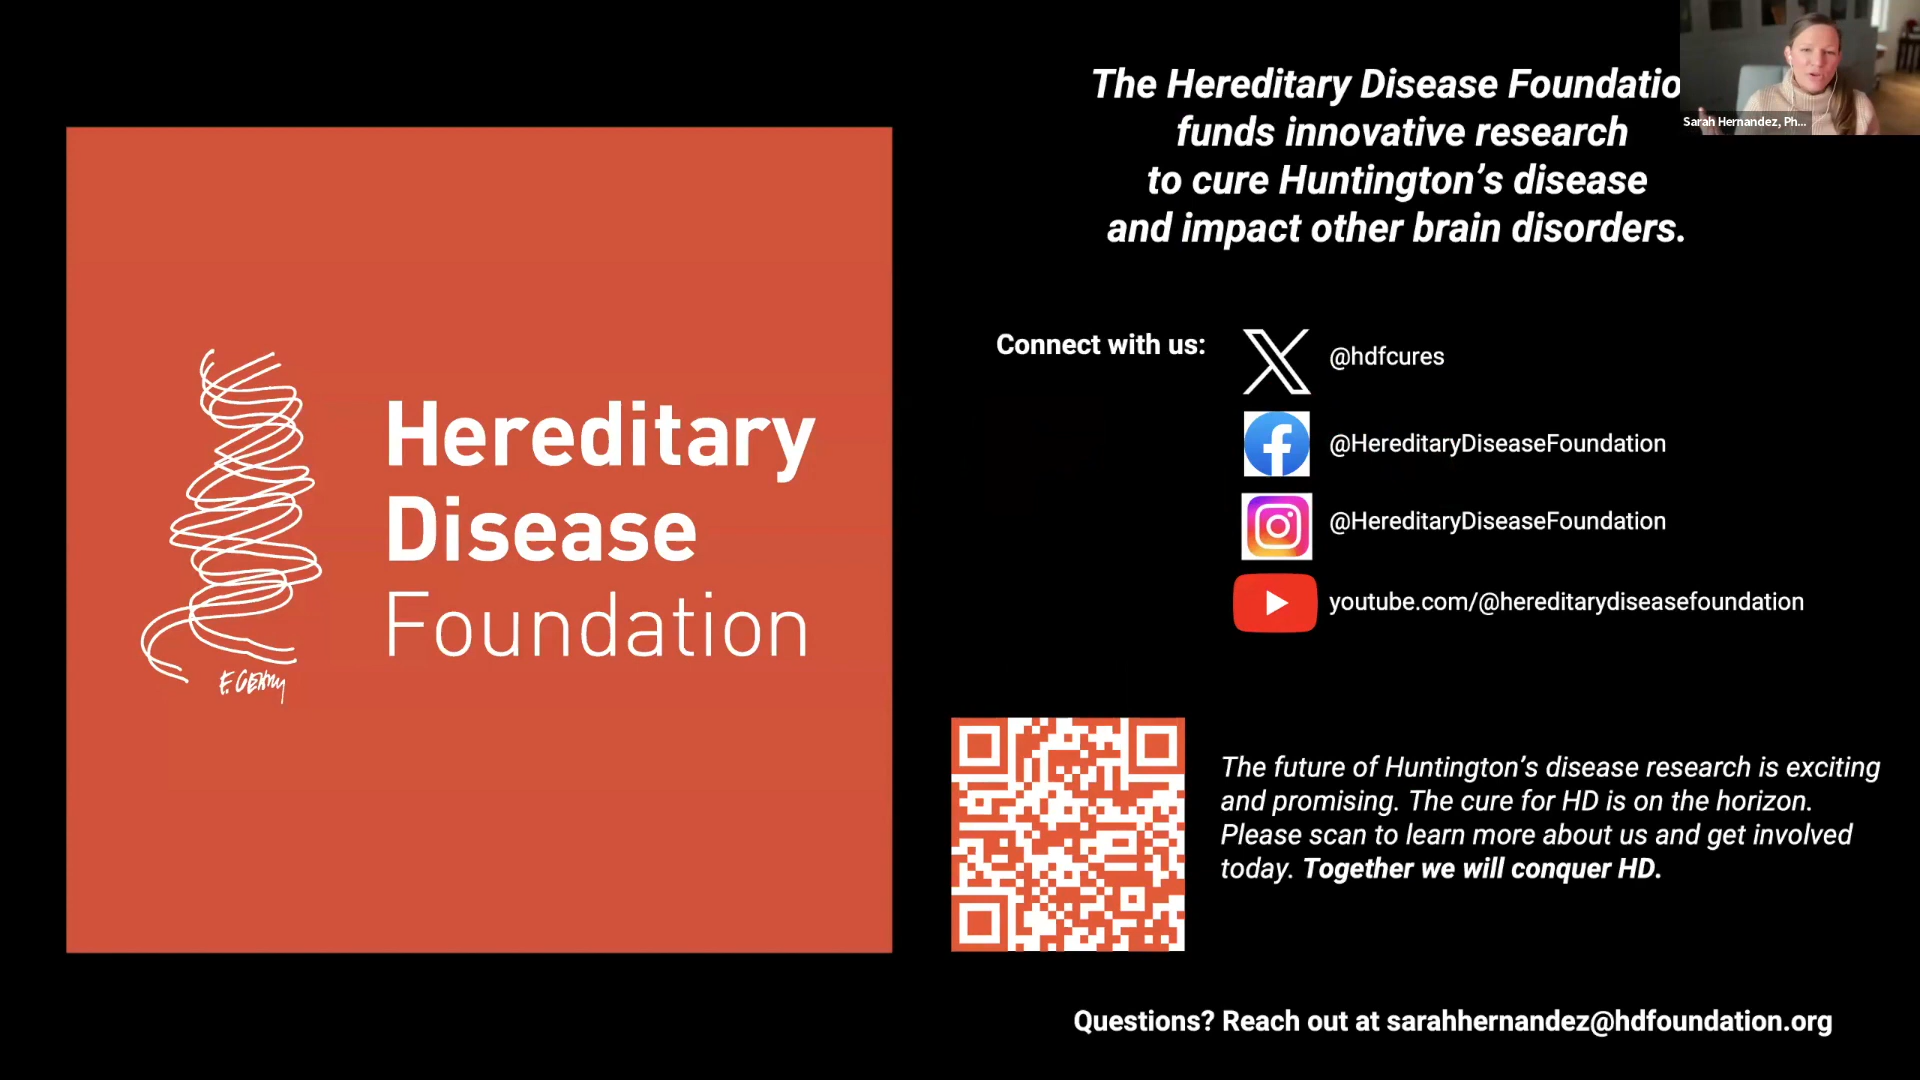 The Hereditary Disease Foundatio
funds innovative research
to cure Huntington's disease
and impact other brain disorders.
Sarah Hernandez, Ph...
Hereditary
Disease
Foundation
F. Gehry
Connect with us:
@hdfcures
@HereditaryDiseaseFoundation
@HereditaryDiseaseFoundation
youtube.com/@hereditarydiseasefoundation
The future of Huntington's disease research is exciting
and promising. The cure for HD is on the horizon.
Please scan to learn more about us and get involved
today. Together we will conquer HD.
Questions? Reach out at sarahhernandez@hdfoundation.org